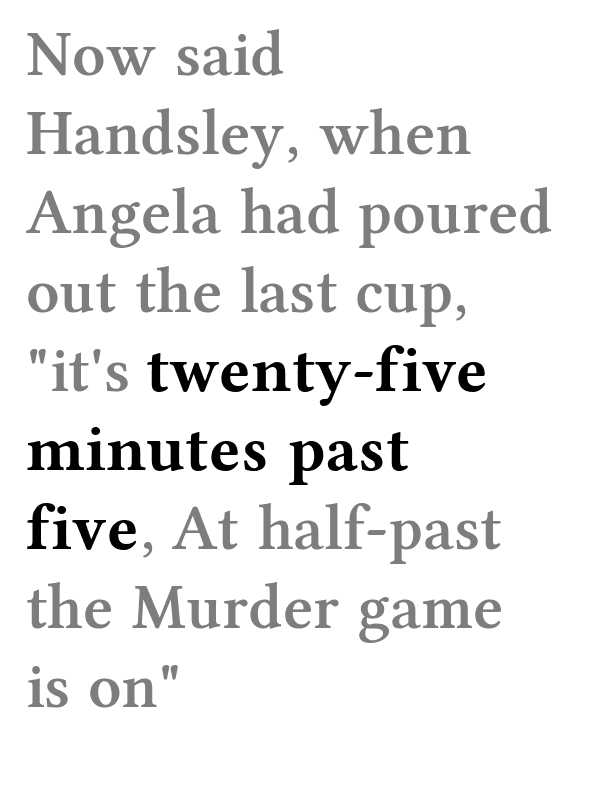 Now said
Handsley, when
Angela had poured
out the last cup,
"it's twenty-five
minutes past
five, At half-past
the Murder game
is on"